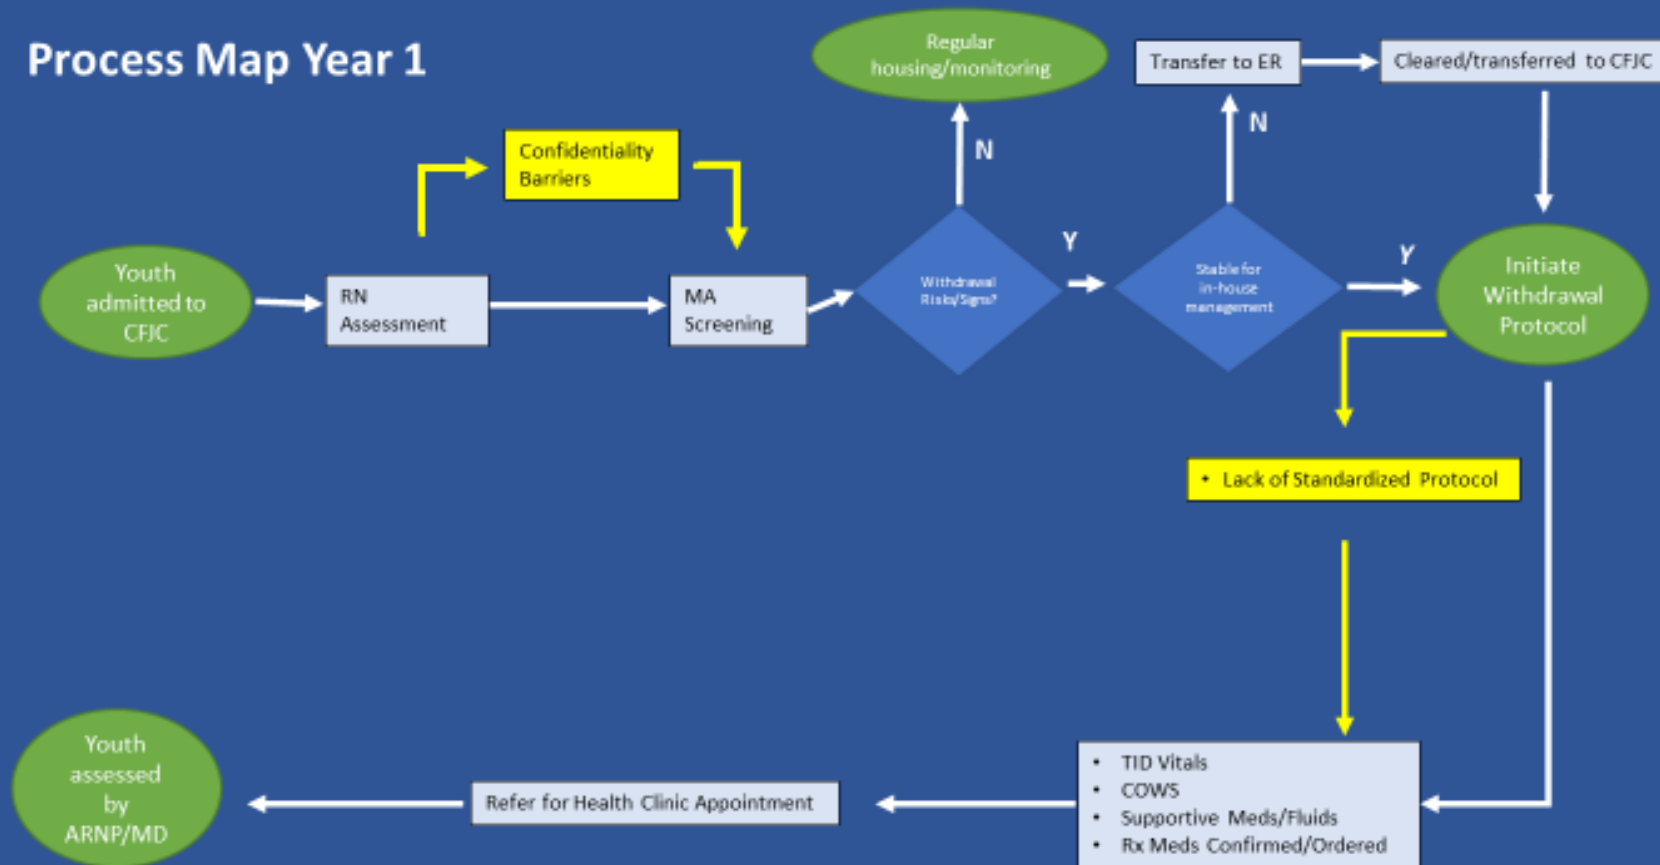 Process Map Year 1
Regular
housing/monitoring
Transfer to ER
Cleared/transferred to CFJC
N
N
Confidentiality
Barriers
Youth
admitted to
CFJC
RN
Assessment
MA
Screening
Withdrawal
Risks/Signs?
Y
Stable for
in-house
management
Y
Initiate
Withdrawal
Protocol
• Lack of Standardized Protocol
• TID Vitals
• COWS
• Supportive Meds/Fluids
• Rx Meds Confirmed/Ordered
Refer for Health Clinic Appointment
Youth
assessed
by
ARNP/MD